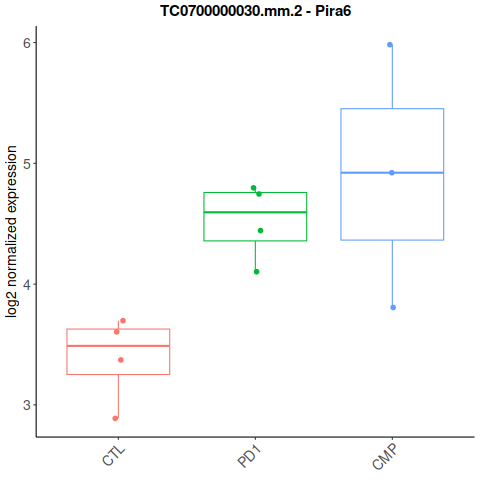 TC0700000030.mm.2 - Pira6
log2 normalized expression
6
5
4
3
CTL
PD1
CMP